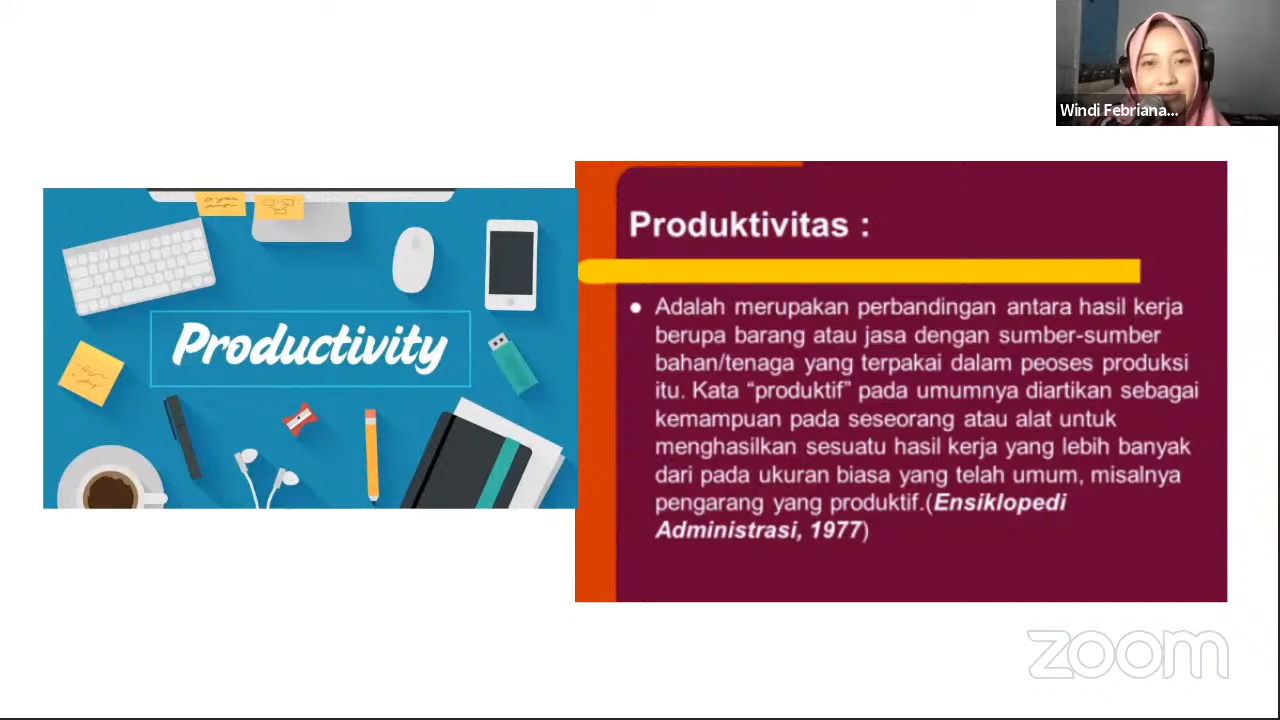 Windi Febriana...
Productivity
Produktivitas :
Adalah merupakan perbandingan antara hasil kerja
berupa barang atau jasa dengan sumber-sumber
bahan/tenaga yang terpakai dalam peoses produksi
itu. Kata “produktif” pada umumnya diartikan sebagai
kemampuan pada seseorang atau alat untuk
menghasilkan sesuatu hasil kerja yang lebih banyak
dari pada ukuran biasa yang telah umum, misalnya
pengarang yang produktif.(Ensiklopedi
Administrasi, 1977)
zoom